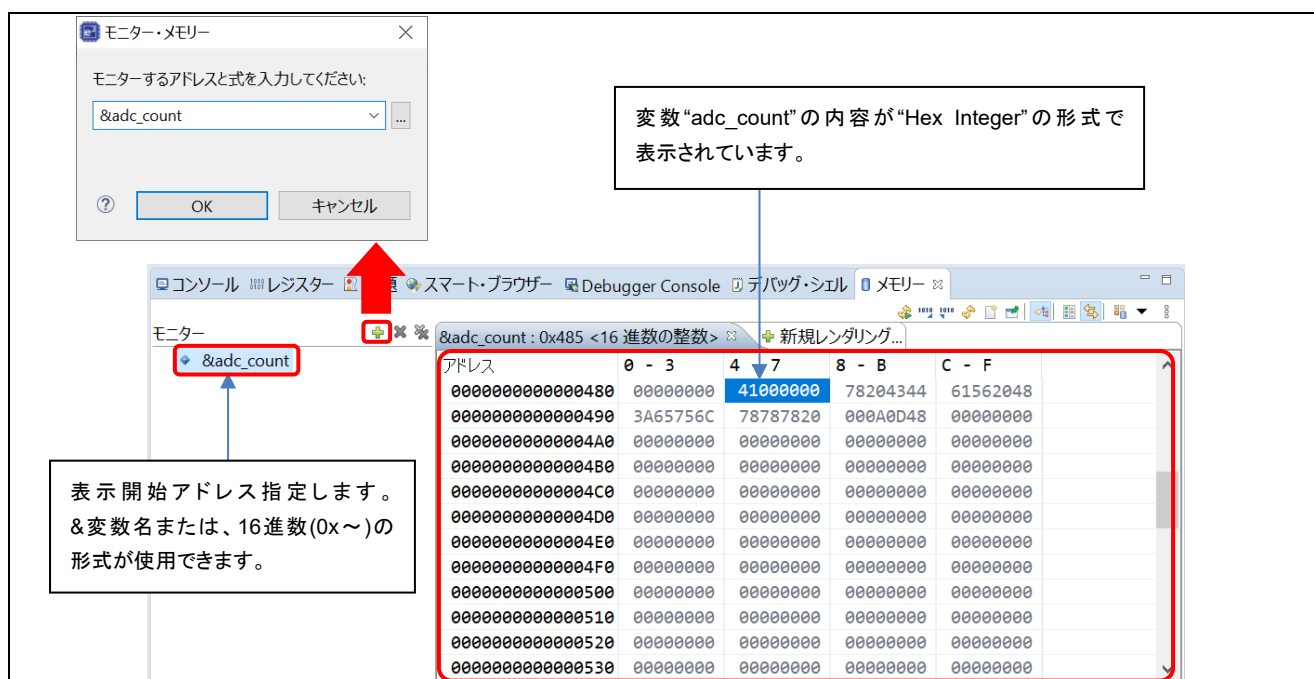 モニター・メモリー
モニターするアドレスと式を入力してください:
&adc_count
...
OK
キャンセル
変数“adc_count”の内容が“Hex Integer”の形式で
表示されています。
コンソール レジスター 題 スマート・ブラウザー Debugger Console デバッグ・シェル メモリー
モニター
&adc_count : 0x485 <16 進数の整数> 新規レンダリング...
&adc_count
アドレス 0 - 3 4 7 8 - B C - F
0000000000000480 00000000 41000000 78204344 61562048
0000000000000490 3A65756C 78787820 000A0D48 00000000
00000000000004A0 00000000 00000000 00000000 00000000
00000000000004B0 00000000 00000000 00000000 00000000
00000000000004C0 00000000 00000000 00000000 00000000
00000000000004D0 00000000 00000000 00000000 00000000
00000000000004E0 00000000 00000000 00000000 00000000
00000000000004F0 00000000 00000000 00000000 00000000
0000000000000500 00000000 00000000 00000000 00000000
0000000000000510 00000000 00000000 00000000 00000000
0000000000000520 00000000 00000000 00000000 00000000
0000000000000530 00000000 00000000 00000000 00000000
表示開始アドレス指定します。
&変数名または、16進数(0x～)の
形式が使用できます。